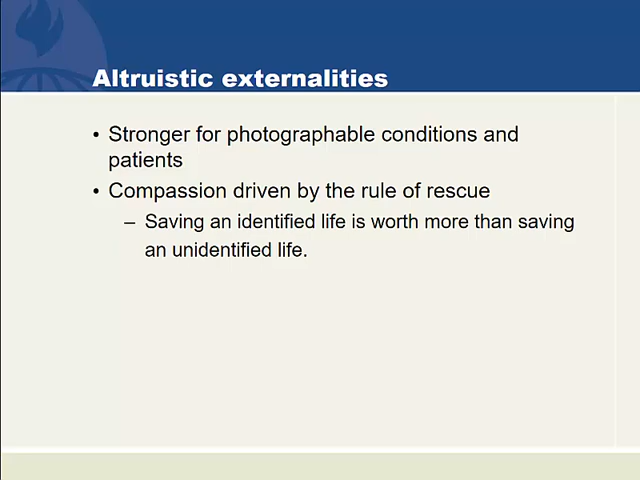 Altruistic externalities
• Stronger for photographable conditions and
patients
• Compassion driven by the rule of rescue
– Saving an identified life is worth more than saving
an unidentified life.